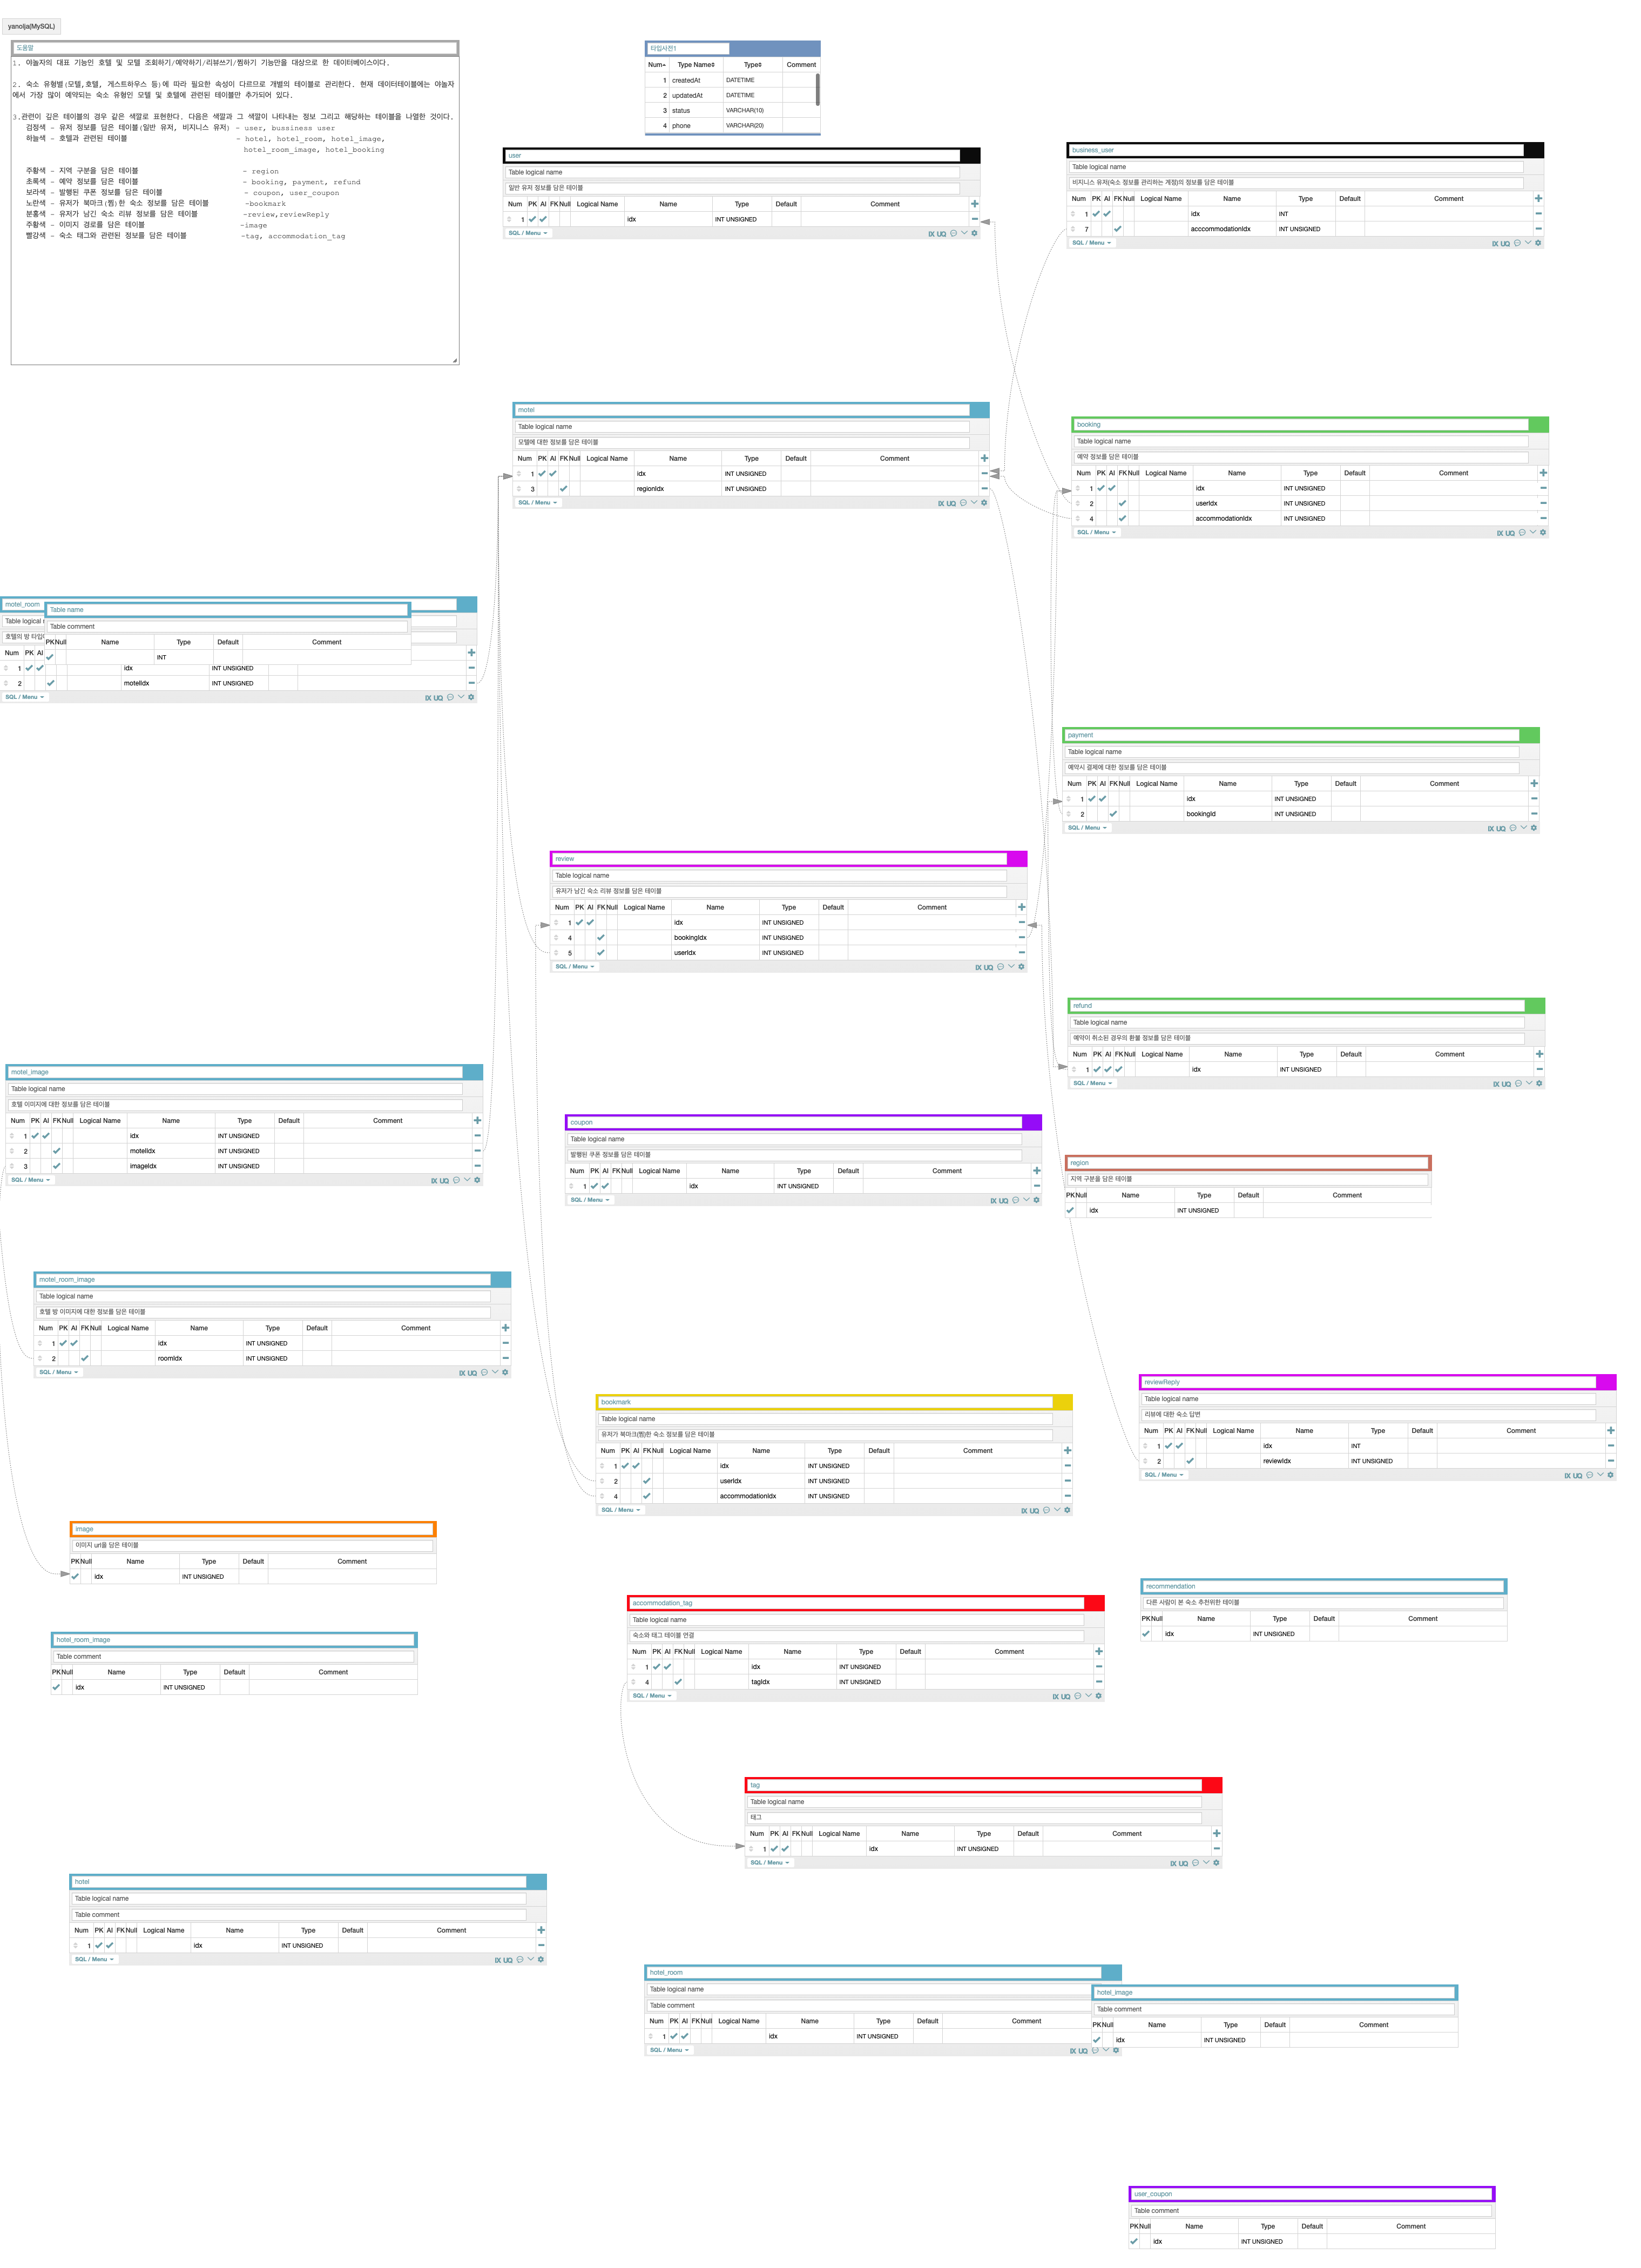 yanolja(MySQL)
도움말
1. 야놀자의 대표 기능인 호텔 및 모텔 조회하기/예약하기/리뷰쓰기/찜하기 기능만을 대상으로 한 데이터베이스이다.
2. 숙소 유형별(모텔,호텔, 게스트하우스 등)에 따라 필요한 속성이 다르므로 개별의 테이블로 관리한다. 현재 데이터테이블에는 야놀자
에서 가장 많이 예약되는 숙소 유형인 모텔 및 호텔에 관련된 테이블만 추가되어 있다.
3.관련이 깊은 테이블의 경우 같은 색깔로 표현한다. 다음은 색깔과 그 색깔이 나타내는 정보 그리고 해당하는 테이블을 나열한 것이다.
검정색 - 유저 정보를 담은 테이블(일반 유저, 비지니스 유저) - user, bussiness user
하늘색 - 호텔과 관련된 테이블 - hotel, hotel_room, hotel_image,
hotel_room_image, hotel_booking
주황색 - 지역 구분을 담은 테이블 - region
초록색 - 예약 정보를 담은 테이블 - booking, payment, refund
보라색 - 발행된 쿠폰 정보를 담은 테이블 - coupon, user_coupon
노란색 - 유저가 북마크(찜)한 숙소 정보를 담은 테이블 -bookmark
분홍색 - 유저가 남긴 숙소 리뷰 정보를 담은 테이블 -review,reviewReply
주황색 - 이미지 경로를 담은 테이블 -image
빨강색 - 숙소 태그와 관련된 정보를 담은 테이블 -tag, accommodation_tag
타입사전1
Num Type Name Type Comment
1 createdAt DATETIME
2 updatedAt DATETIME
3 status VARCHAR(10)
4 phone VARCHAR(20)
user
Table logical name
일반 유저 정보를 담은 테이블
Num PK AI FK Null Logical Name Name Type Default Comment
1 idx INT UNSIGNED
SQL / Menu IX UQ
business_user
Table logical name
비지니스 유저(숙소 정보를 관리하는 계정)의 정보를 담은 테이블
Num PK AI FK Null Logical Name Name Type Default Comment
1 idx INT
7 acccommodationIdx INT UNSIGNED
SQL / Menu IX UQ
motel
Table logical name
모텔에 대한 정보를 담은 테이블
Num PK AI FK Null Logical Name Name Type Default Comment
1 idx INT UNSIGNED
3 regionIdx INT UNSIGNED
SQL / Menu IX UQ
booking
Table logical name
예약 정보를 담은 테이블
Num PK AI FK Null Logical Name Name Type Default Comment
1 idx INT UNSIGNED
2 userIdx INT UNSIGNED
4 accommodationIdx INT UNSIGNED
SQL / Menu IX UQ
motel_room
Table logical
호텔의 방 타입
Num PK AI
1 idx INT UNSIGNED
2 motelIdx INT UNSIGNED
SQL / Menu IX UQ
Table name
Table comment
PK Null Name Type Default Comment
INT
payment
Table logical name
예약시 결제에 대한 정보를 담은 테이블
Num PK AI FK Null Logical Name Name Type Default Comment
1 idx INT UNSIGNED
2 bookingId INT UNSIGNED
SQL / Menu IX UQ
review
Table logical name
유저가 남긴 숙소 리뷰 정보를 담은 테이블
Num PK AI FK Null Logical Name Name Type Default Comment
1 idx INT UNSIGNED
4 bookingIdx INT UNSIGNED
5 userIdx INT UNSIGNED
SQL / Menu IX UQ
refund
Table logical name
예약이 취소된 경우의 환불 정보를 담은 테이블
Num PK AI FK Null Logical Name Name Type Default Comment
1 idx INT UNSIGNED
SQL / Menu IX UQ
motel_image
Table logical name
호텔 이미지에 대한 정보를 담은 테이블
Num PK AI FK Null Logical Name Name Type Default Comment
1 idx INT UNSIGNED
2 motelIdx INT UNSIGNED
3 imageIdx INT UNSIGNED
SQL / Menu IX UQ
coupon
Table logical name
발행된 쿠폰 정보를 담은 테이블
Num PK AI FK Null Logical Name Name Type Default Comment
1 idx INT UNSIGNED
SQL / Menu IX UQ
region
지역 구분을 담은 테이블
PK Null Name Type Default Comment
idx INT UNSIGNED
motel_room_image
Table logical name
호텔 방 이미지에 대한 정보를 담은 테이블
Num PK AI FK Null Logical Name Name Type Default Comment
1 idx INT UNSIGNED
2 roomIdx INT UNSIGNED
SQL / Menu IX UQ
bookmark
Table logical name
유저가 북마크(찜)한 숙소 정보를 담은 테이블
Num PK AI FK Null Logical Name Name Type Default Comment
1 idx INT UNSIGNED
2 userIdx INT UNSIGNED
4 accommodationIdx INT UNSIGNED
SQL / Menu IX UQ
reviewReply
Table logical name
리뷰에 대한 숙소 답변
Num PK AI FK Null Logical Name Name Type Default Comment
1 idx INT
2 reviewIdx INT UNSIGNED
SQL / Menu IX UQ
image
이미지 url을 담은 테이블
PK Null Name Type Default Comment
idx INT UNSIGNED
recommendation
다른 사람이 본 숙소 추천위한 테이블
PK Null Name Type Default Comment
idx INT UNSIGNED
accommodation_tag
Table logical name
숙소와 태그 테이블 연결
Num PK AI FK Null Logical Name Name Type Default Comment
1 idx INT UNSIGNED
4 tagIdx INT UNSIGNED
SQL / Menu IX UQ
hotel_room_image
Table comment
PK Null Name Type Default Comment
idx INT UNSIGNED
tag
Table logical name
태그
Num PK AI FK Null Logical Name Name Type Default Comment
1 idx INT UNSIGNED
SQL / Menu IX UQ
hotel
Table logical name
Table comment
Num PK AI FK Null Logical Name Name Type Default Comment
1 idx INT UNSIGNED
SQL / Menu IX UQ
hotel_room
Table logical name
Table comment
Num PK AI FK Null Logical Name Name Type Default Comment
1 idx INT UNSIGNED
SQL / Menu IX UQ
hotel_image
Table comment
PK Null Name Type Default Comment
idx INT UNSIGNED
user_coupon
Table comment
PK Null Name Type Default Comment
idx INT UNSIGNED